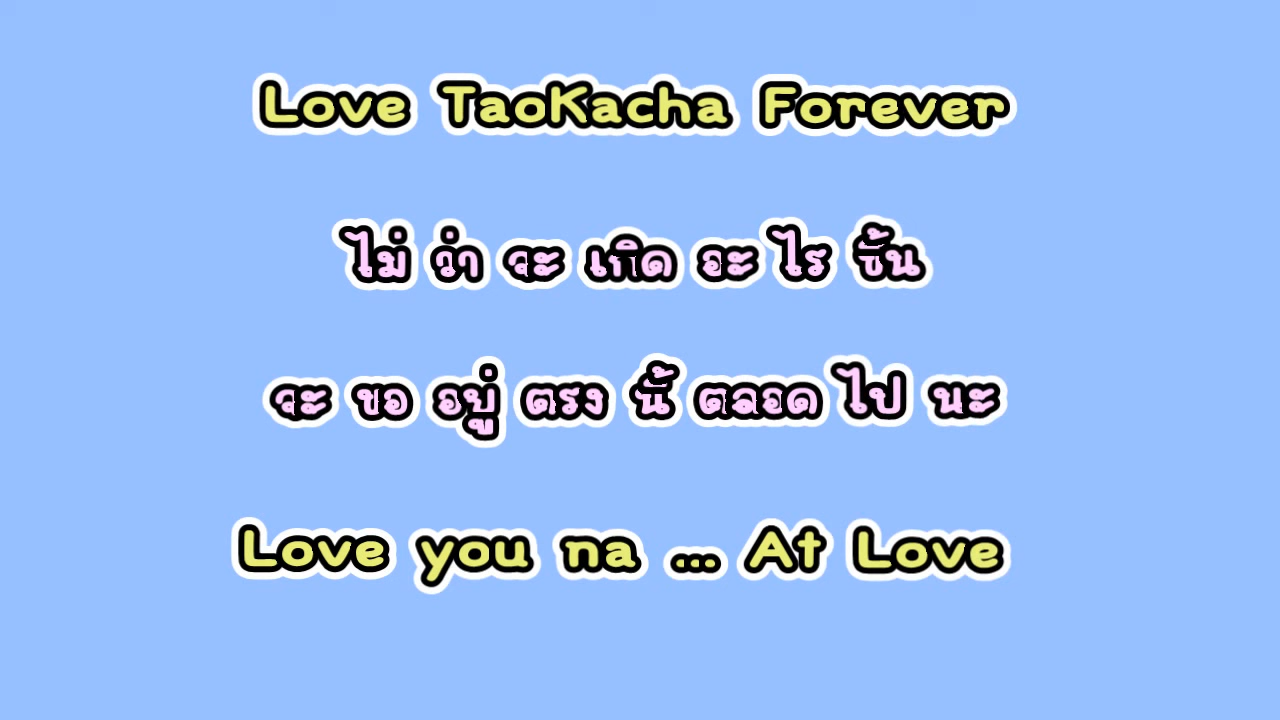 Love TaoKacha Forever
ไม่ ว่า จะ เกิด อะ ไร ขึ้น
จะ ขอ อยู่ ตรง นี้ ตลอด ไป นะ
Love you na ... At Love